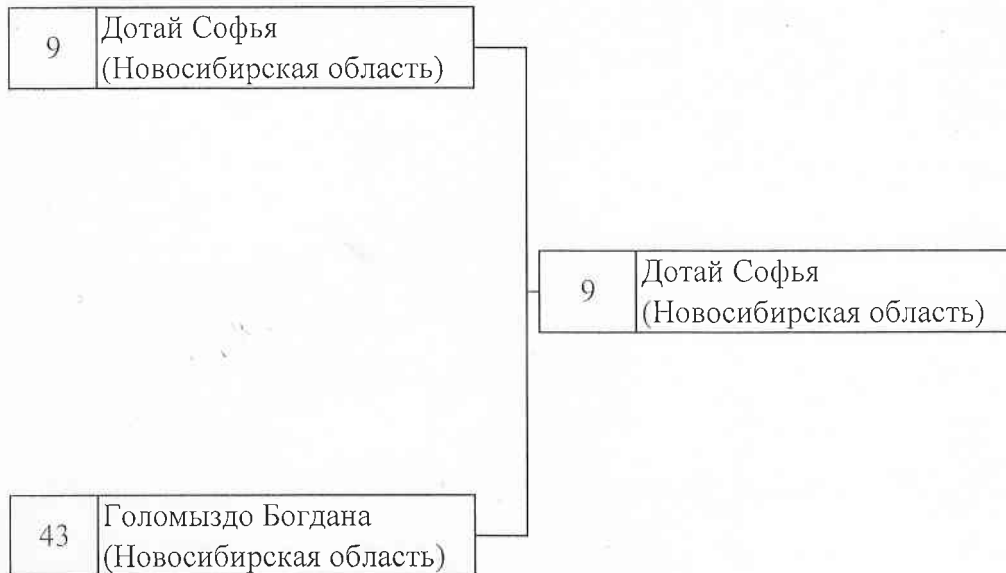 9
Дотай Софья
(Новосибирская область)
9
Дотай Софья
(Новосибирская область)
43
Голомыздо Богдана
(Новосибирская область)